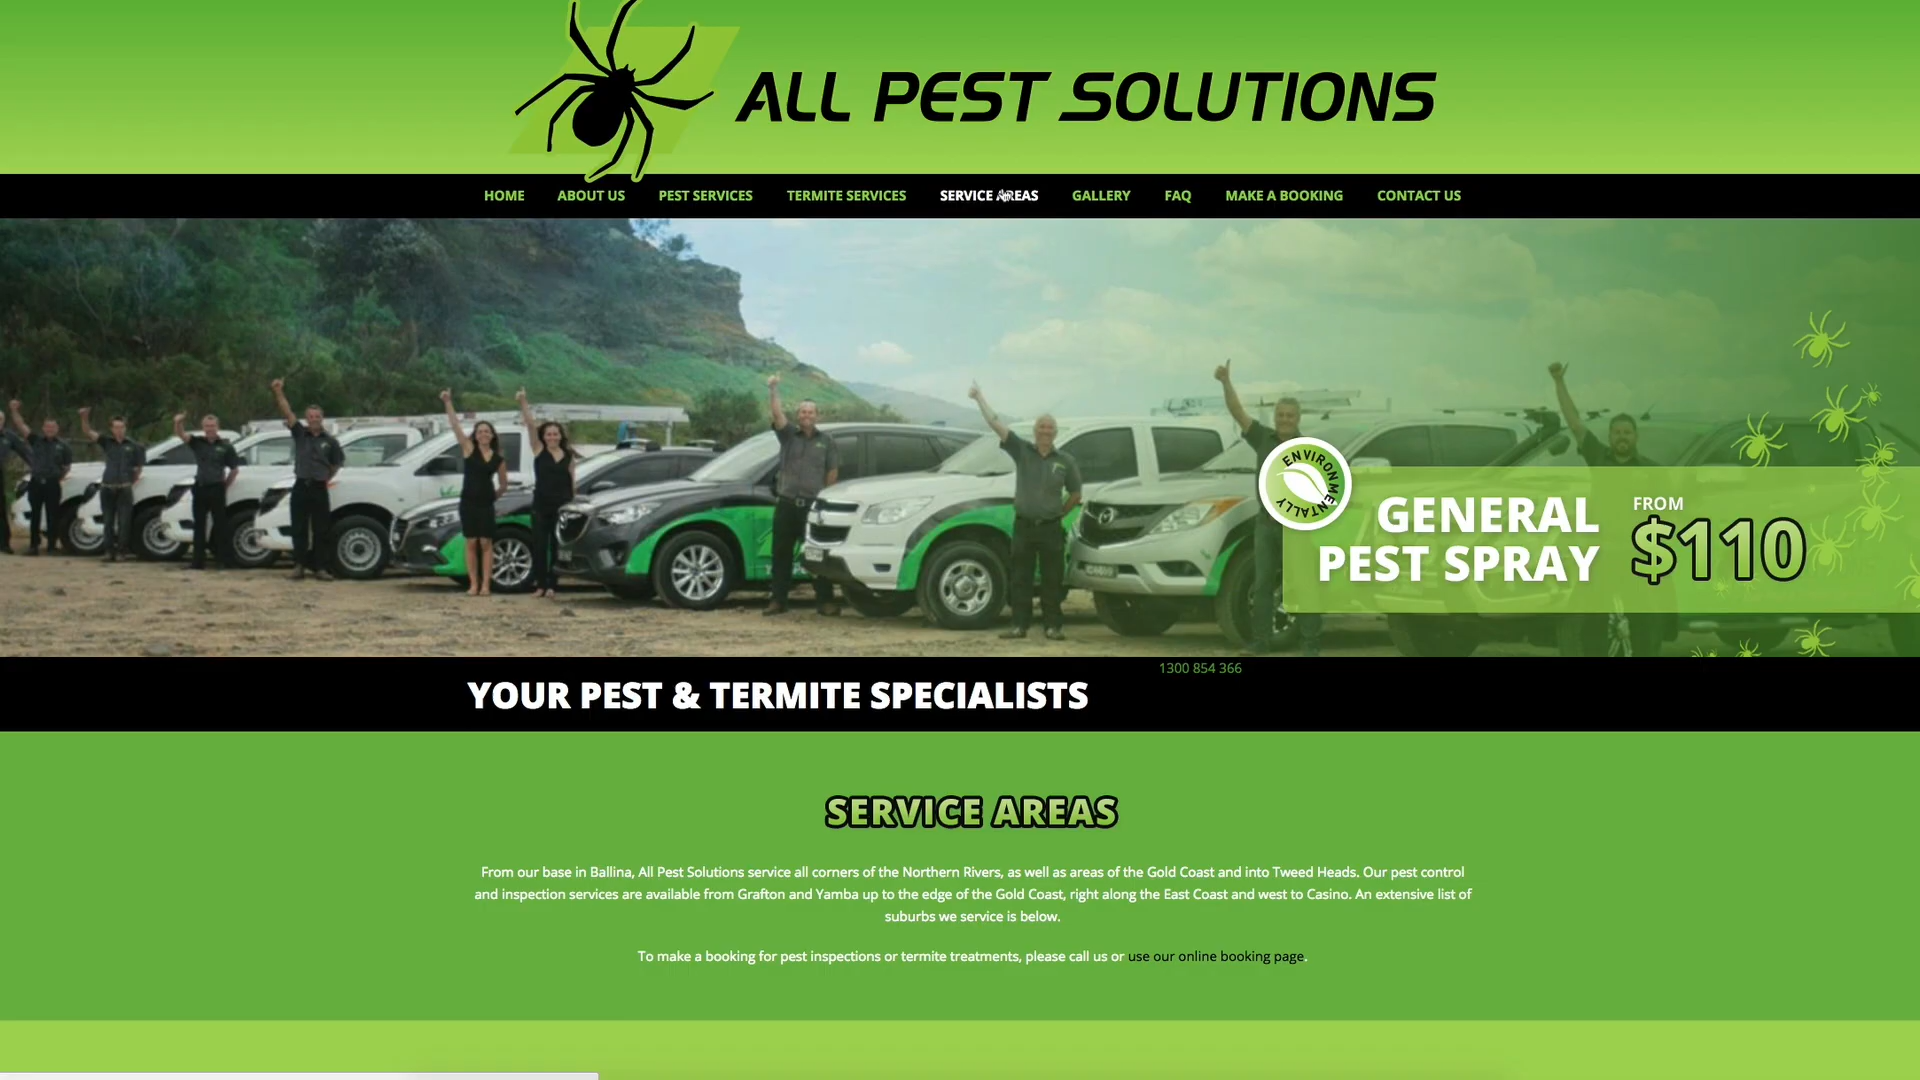 ALL PEST SOLUTIONS
HOME ABOUT US PEST SERVICES TERMITE SERVICES SERVICE AREAS GALLERY FAQ MAKE A BOOKING CONTACT US
ENVIRONMENTALLY
GENERAL
PEST SPRAY
FROM
$110
1300 854 366
YOUR PEST & TERMITE SPECIALISTS
SERVICE AREAS
From our base in Ballina, All Pest Solutions service all corners of the Northern Rivers, as well as areas of the Gold Coast and into Tweed Heads. Our pest control
and inspection services are available from Grafton and Yamba up to the edge of the Gold Coast, right along the East Coast and west to Casino. An extensive list of
suburbs we service is below.
To make a booking for pest inspections or termite treatments, please call us or use our online booking page.